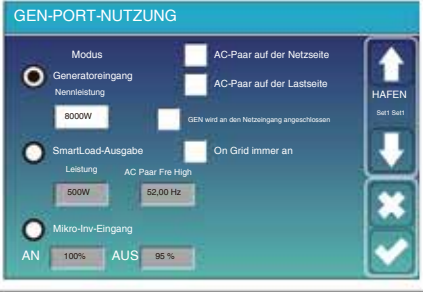 GEN-PORT-NUTZUNG
Modus
AC-Paar auf der Netzseite
Generatoreingang
AC-Paar auf der Lastseite
Nennleistung
8000W
GEN wird an den Netzeingang angeschlossen
SmartLoad-Ausgabe
On Grid immer an
Leistung
AC Paar Fre High
500W
52,00 Hz
Mikro-Inv-Eingang
AN
100%
AUS
95 %
HAFEN
Set1 Set1